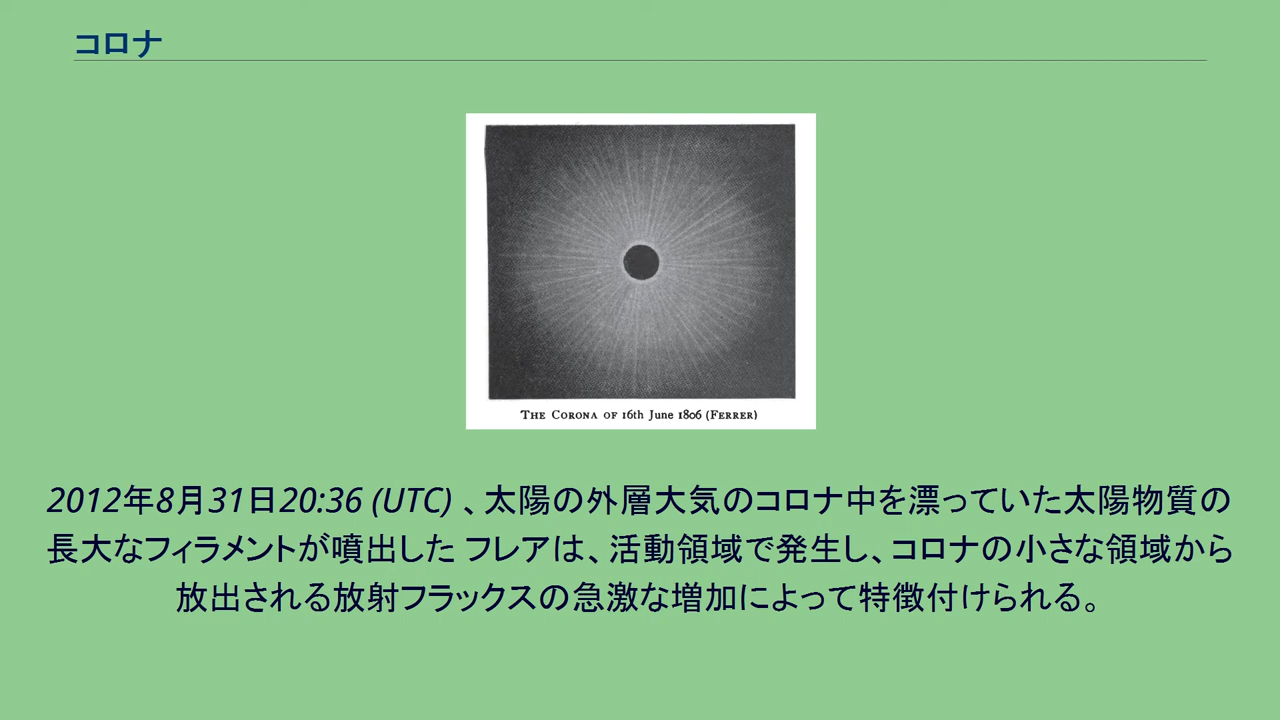 コロナ
THE CORONA OF 16th June 1806 (FERRER)
2012年8月31日20:36 (UTC) 、太陽の外層大気のコロナ中を漂っていた太陽物質の
長大なフィラメントが噴出した フレアは、活動領域で発生し、コロナの小さな領域から
放出される放射フラックスの急激な増加によって特徴付けられる。